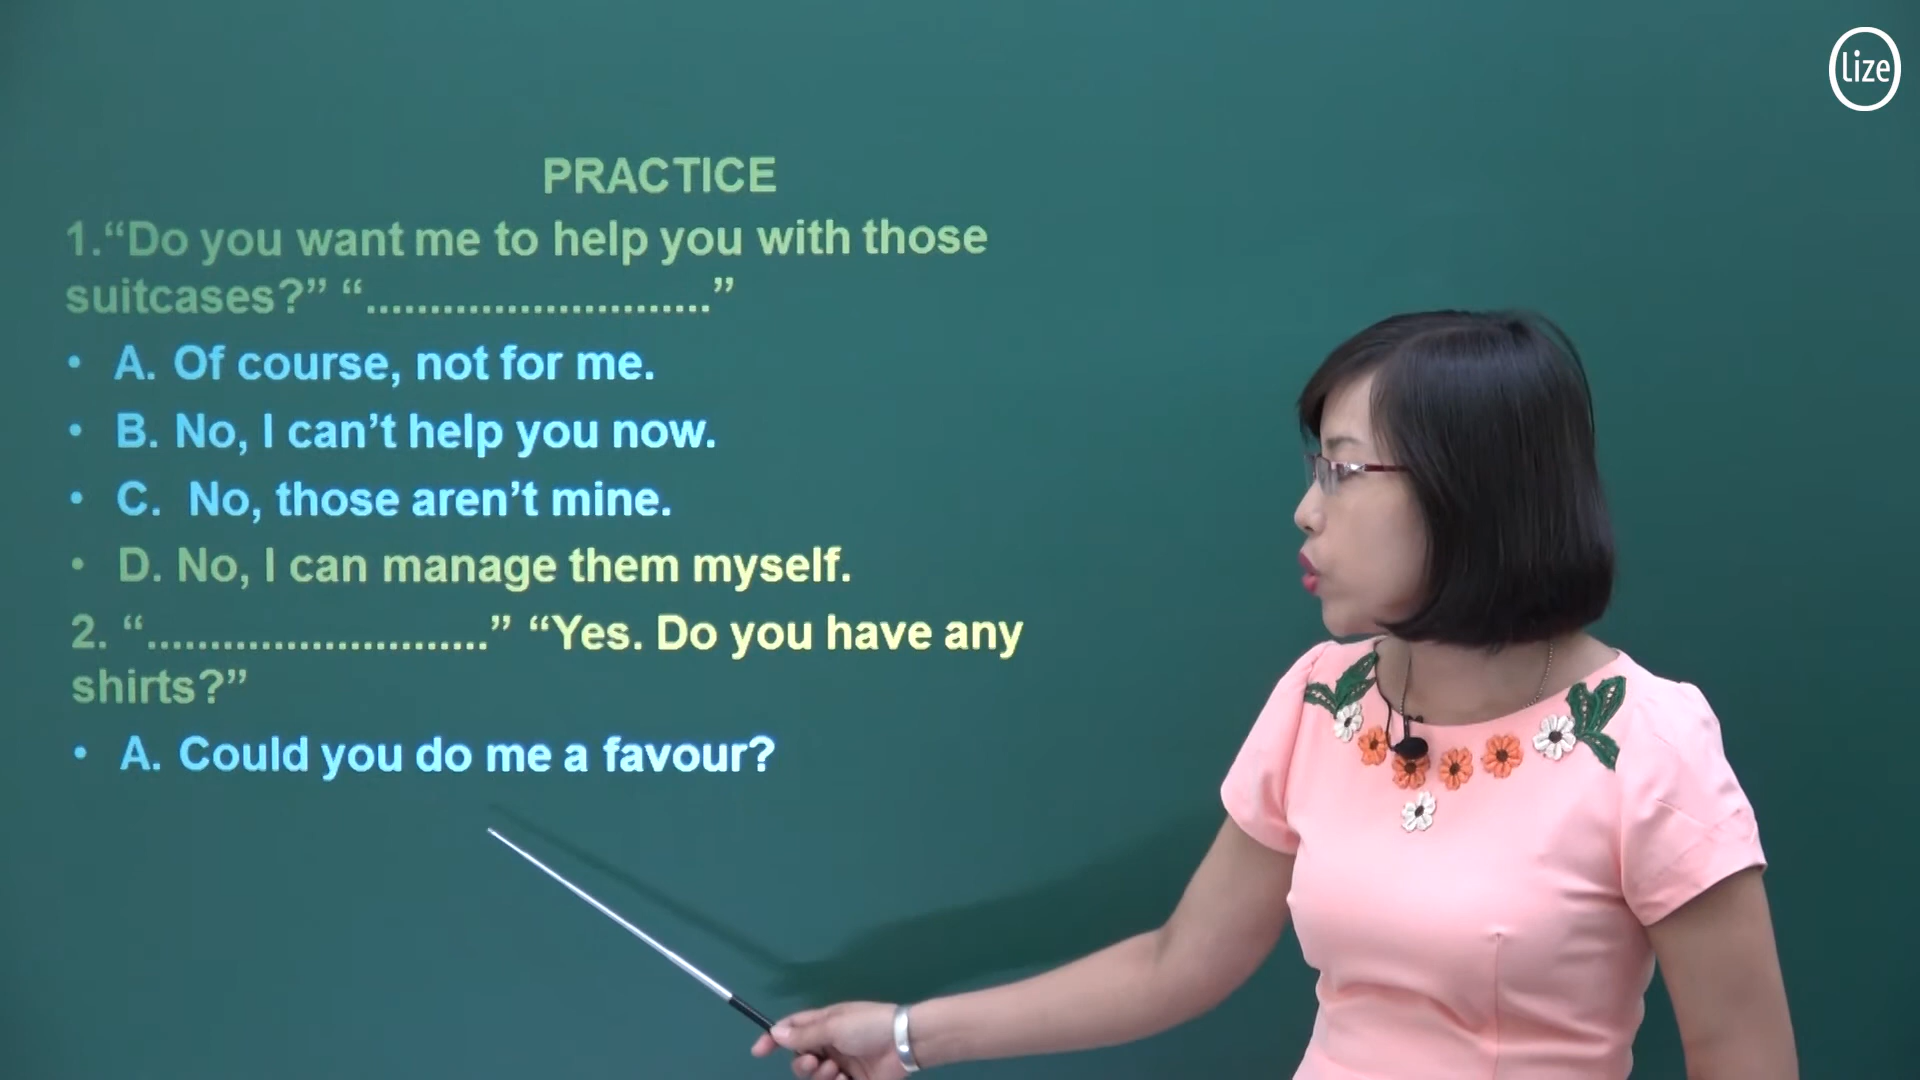 lize
PRACTICE
1.“Do you want me to help you with those
suitcases?” “...........................”
• A. Of course, not for me.
• B. No, I can’t help you now.
• C. No, those aren’t mine.
• D. No, I can manage them myself.
2. “...........................” “Yes. Do you have any
shirts?”
• A. Could you do me a favour?